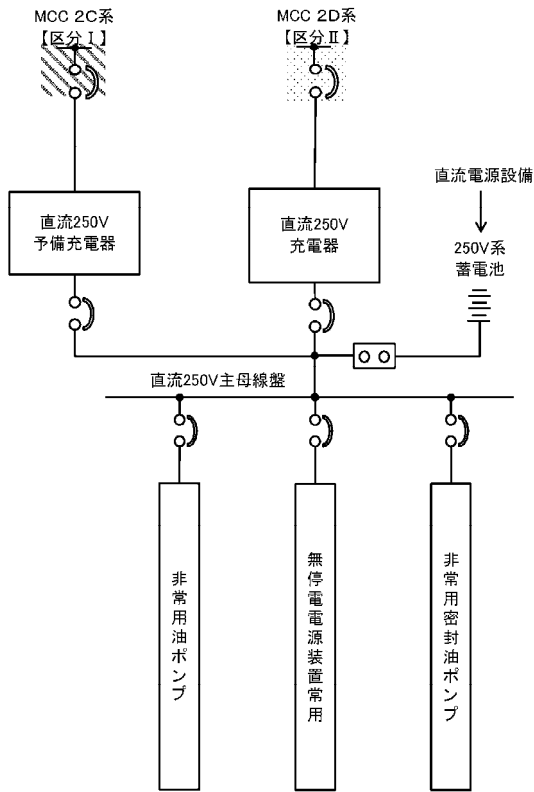 MCC 2C系
【区分Ⅰ】
MCC 2D系
【区分Ⅱ】
直流電源設備
直流250V
予備充電器
直流250V
充電器
250V系
蓄電池
直流250V主母線盤
非常用油ポンプ
無停電電源装置常用
非常用密封油ポンプ